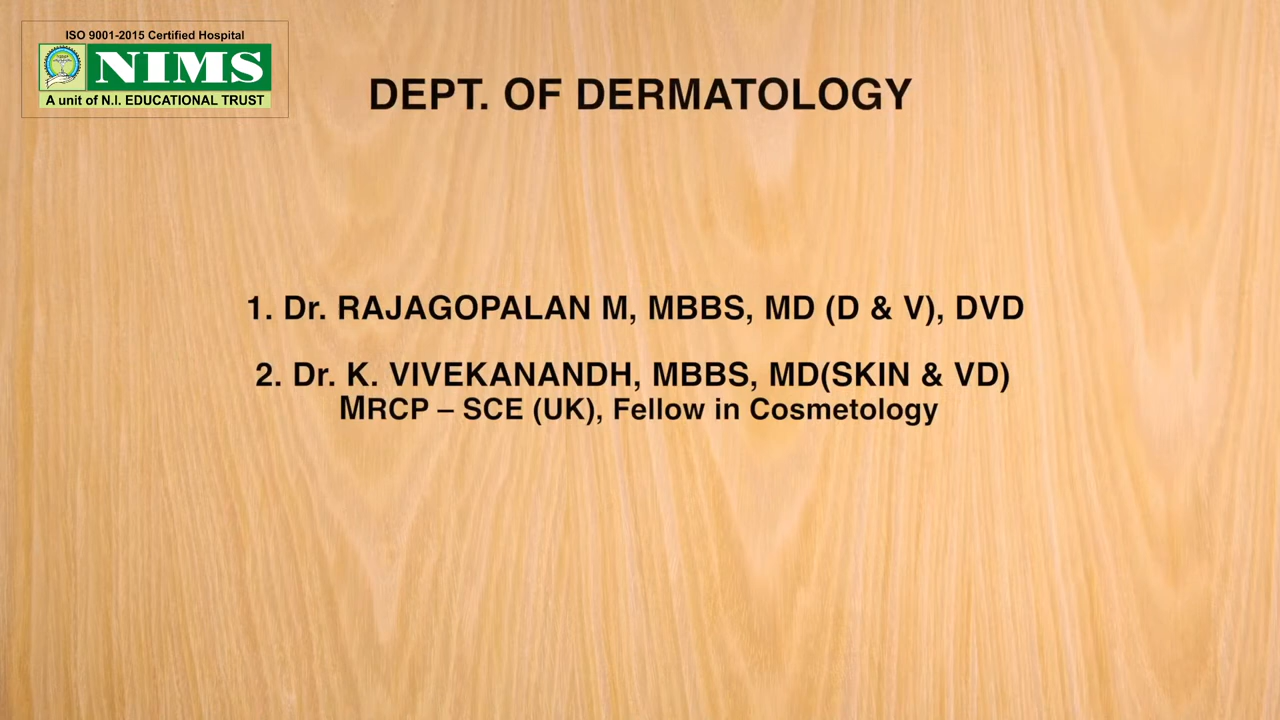 ISO 9001-2015 Certified Hospital
NIMS
A unit of N.I. EDUCATIONAL TRUST
DEPT. OF DERMATOLOGY
1. Dr. RAJAGOPALAN M, MBBS, MD (D & V), DVD
2. Dr. K. VIVEKANANDH, MBBS, MD(SKIN & VD)
MRCP – SCE (UK), Fellow in Cosmetology